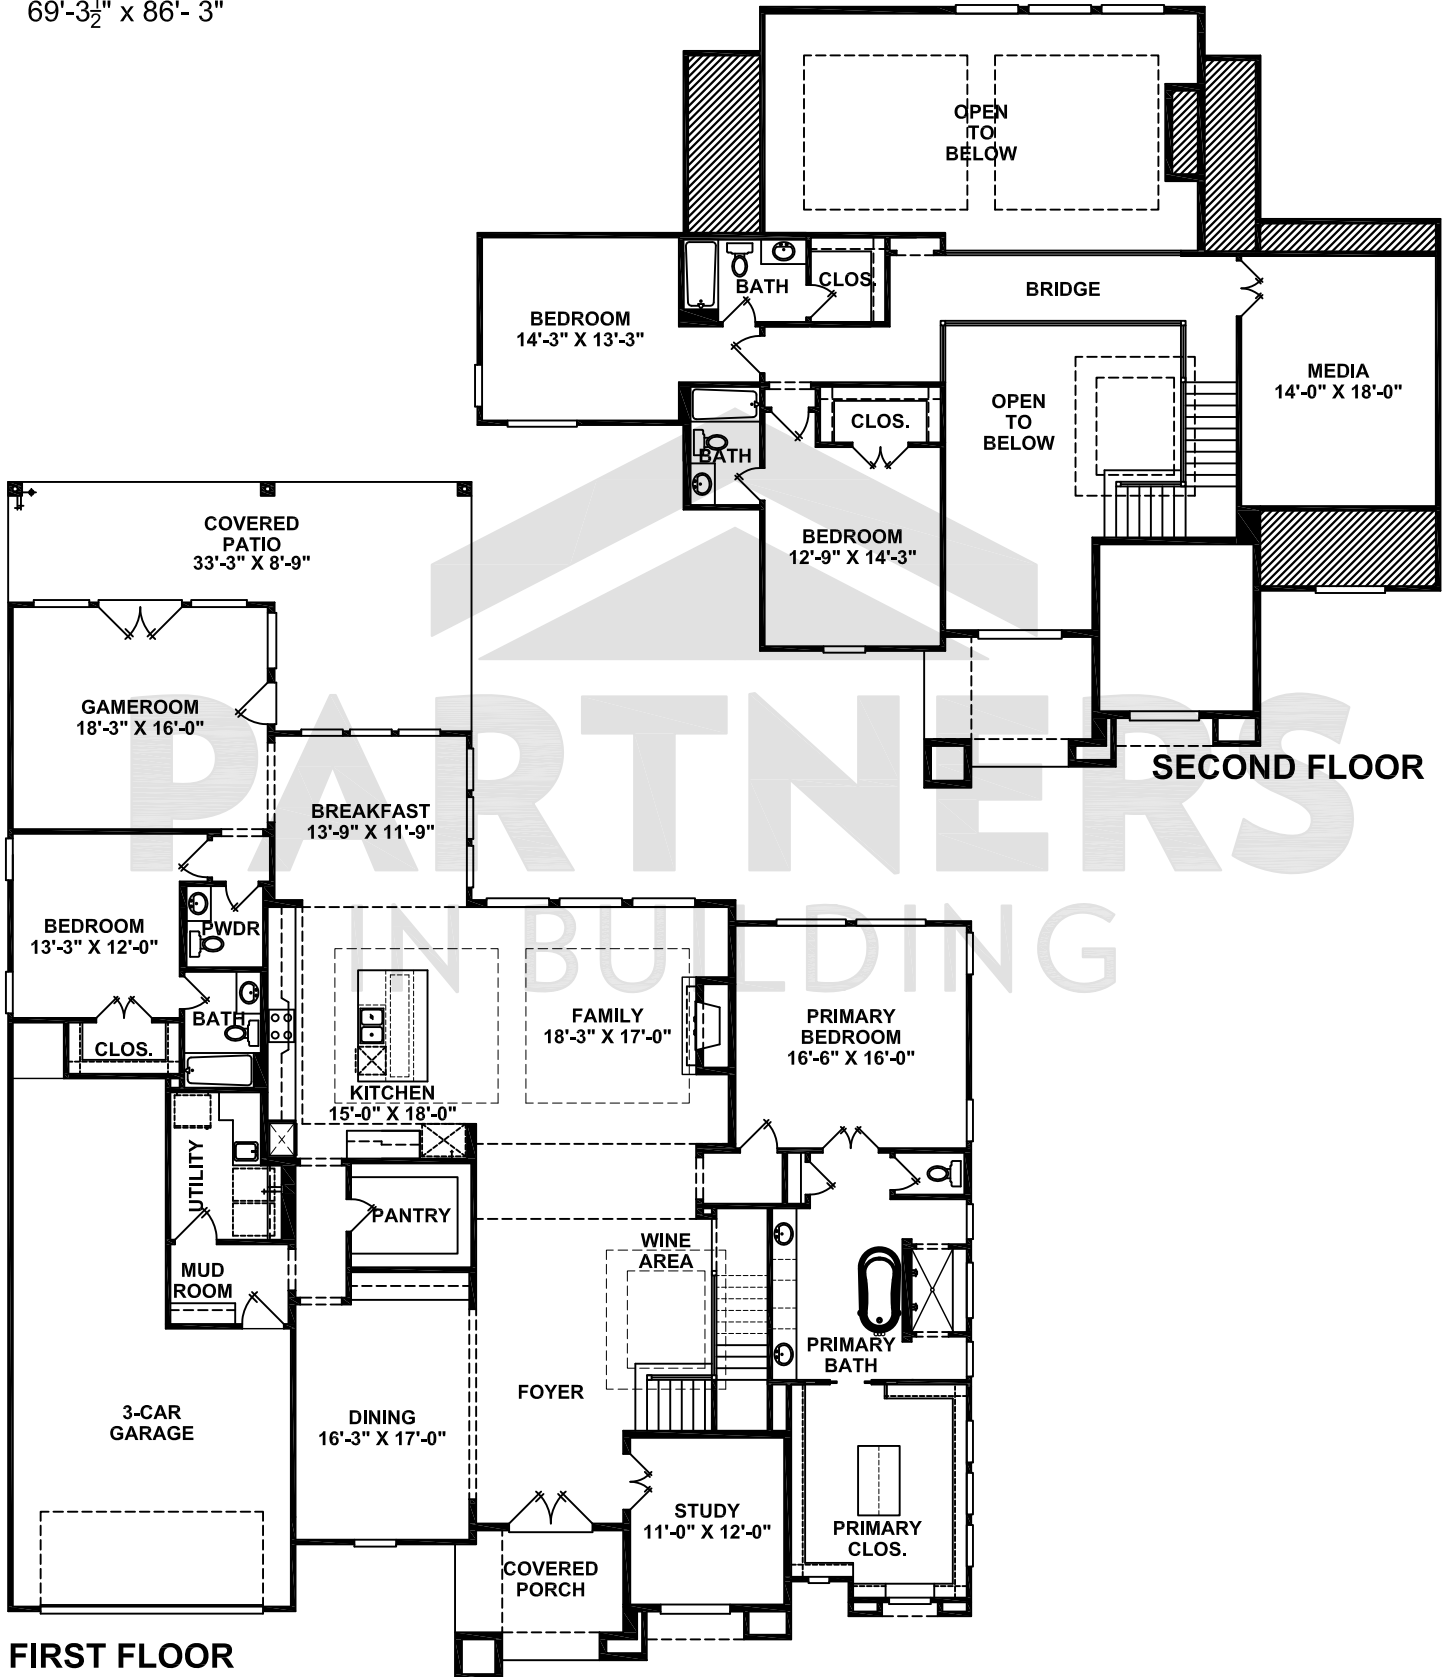 69'-3½" x 86'- 3"
OPEN
TO
BELOW
BATH
CLOS.
BRIDGE
BEDROOM
14'-3" X 13'-3"
MEDIA
14'-0" X 18'-0"
OPEN
TO
BELOW
CLOS.
BATH
BEDROOM
12'-9" X 14'-3"
SECOND FLOOR
COVERED
PATIO
33'-3" X 8'-9"
GAMEROOM
18'-3" X 16'-0"
PARTNERS
IN BUILDING
BREAKFAST
13'-9" X 11'-9"
BEDROOM
13'-3" X 12'-0"
PWDR
BATH
CLOS.
FAMILY
18'-3" X 17'-0"
PRIMARY
BEDROOM
16'-6" X 16'-0"
KITCHEN
15'-0" X 18'-0"
UTILITY
PANTRY
WINE
AREA
MUD
ROOM
PRIMARY
BATH
FOYER
3-CAR
GARAGE
DINING
16'-3" X 17'-0"
STUDY
11'-0" X 12'-0"
PRIMARY
CLOS.
COVERED
PORCH
FIRST FLOOR